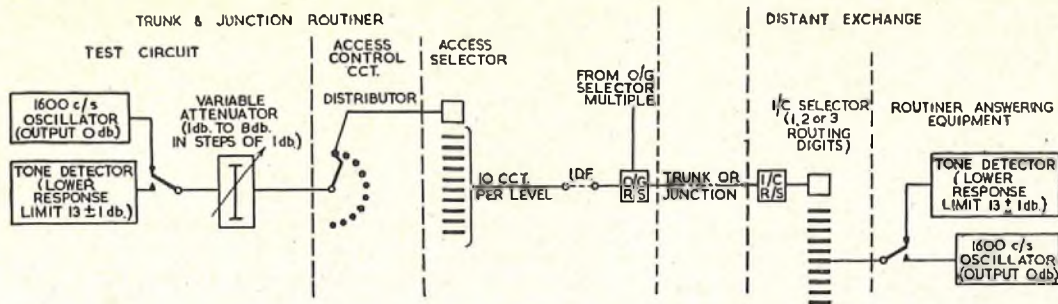 TRUNK & JUNCTION ROUTINER
DISTANT EXCHANGE
TEST CIRCUIT
ACCESS
CONTROL
CCT.
ACCESS
SELECTOR
1600 c/s
OSCILLATOR
(OUTPUT 0 db.)
VARIABLE
ATTENUATOR
(1db. TO 8db.
IN STEPS OF 1db.)
DISTRIBUTOR
TONE DETECTOR
(LOWER
RESPONSE
LIMIT 13 ± 1db.)
10 CCT.
PER LEVEL
IDF
FROM O/G
SELECTOR
MULTIPLE
O/G
R/S
TRUNK OR
JUNCTION
I/C
R/S
I/C SELECTOR
(1, 2 or 3
ROUTING
DIGITS)
ROUTINER ANSWERING
EQUIPMENT
TONE DETECTOR
(LOWER
RESPONSE
LIMIT 13 ± 1db.)
1600 c/s
OSCILLATOR
(OUTPUT 0db)